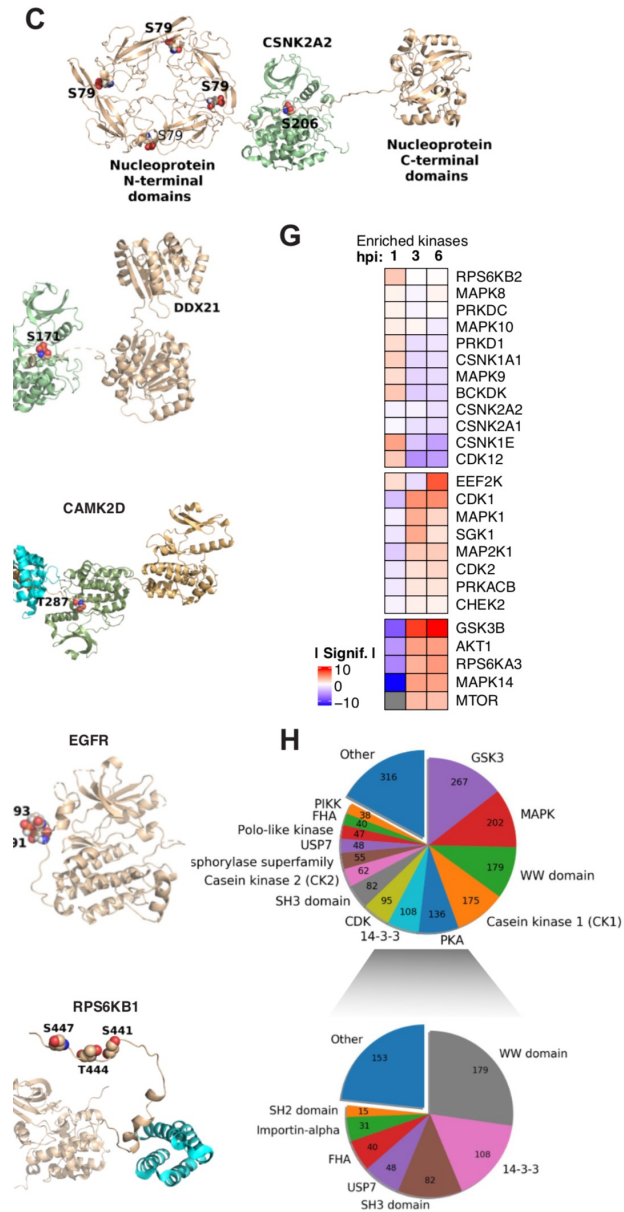 C
S79
S79
S79
S79
CSNK2A2
S206
Nucleoprotein
N-terminal
domains
Nucleoprotein
C-terminal
domains
S171
DDX21
CAMK2D
T287
EGFR
93
91
RPS6KB1
S447
S441
T444
G
Enriched kinases
hpi: 1 3 6
RPS6KB2
MAPK8
PRKDC
MAPK10
PRKD1
CSNK1A1
MAPK9
BCKDK
CSNK2A2
CSNK2A1
CSNK1E
CDK12
EEF2K
CDK1
MAPK1
SGK1
MAP2K1
CDK2
PRKACB
CHEK2
GSK3B
AKT1
RPS6KA3
MAPK14
MTOR
| Signif. |
10
0
−10
H
Other
316
GSK3
267
MAPK
202
WW domain
179
Casein kinase 1 (CK1)
175
PKA
136
14-3-3
108
CDK
95
SH3 domain
82
Casein kinase 2 (CK2)
62
sphorylase superfamily
55
USP7
48
Polo-like kinase
47
FHA
40
PIKK
38
Other
153
WW domain
179
14-3-3
108
SH3 domain
82
USP7
48
FHA
40
Importin-alpha
31
SH2 domain
15